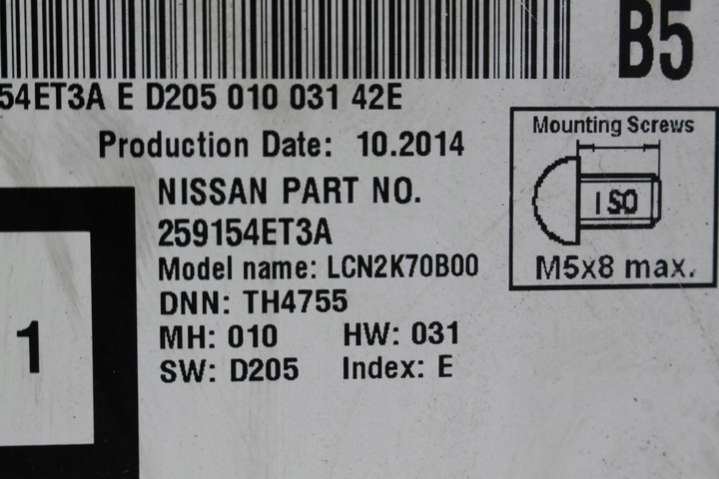 B5
54ET3A E D205 010 031 42E
Production Date: 10.2014
NISSAN PART NO.
259154ET3A
Model name: LCN2K70B00
DNN: TH4755
MH: 010 HW: 031
SW: D205 Index: E
Mounting Screws
ISO
M5x8 max.
1